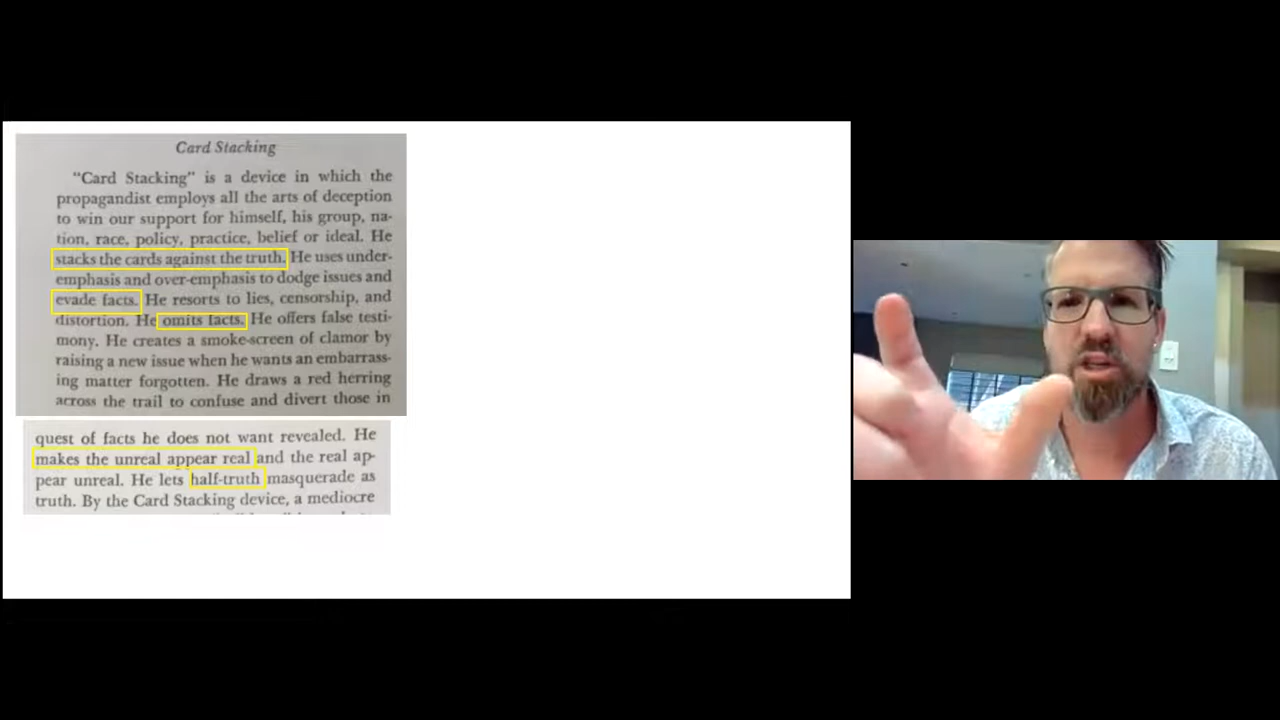 Card Stacking
"Card Stacking" is a device in which the
propagandist employs all the arts of deception
to win our support for himself, his group, na-
tion, race, policy, practice, belief or ideal. He
stacks the cards against the truth. He uses under-
emphasis and over-emphasis to dodge issues and
evade facts. He resorts to lies, censorship, and
distortion. He omits facts. He offers false testi-
mony. He creates a smoke-screen of clamor by
raising a new issue when he wants an embarrass-
ing matter forgotten. He draws a red herring
across the trail to confuse and divert those in
quest of facts he does not want revealed. He
makes the unreal appear real and the real ap-
pear unreal. He lets half-truth masquerade as
truth. By the Card Stacking device, a mediocre